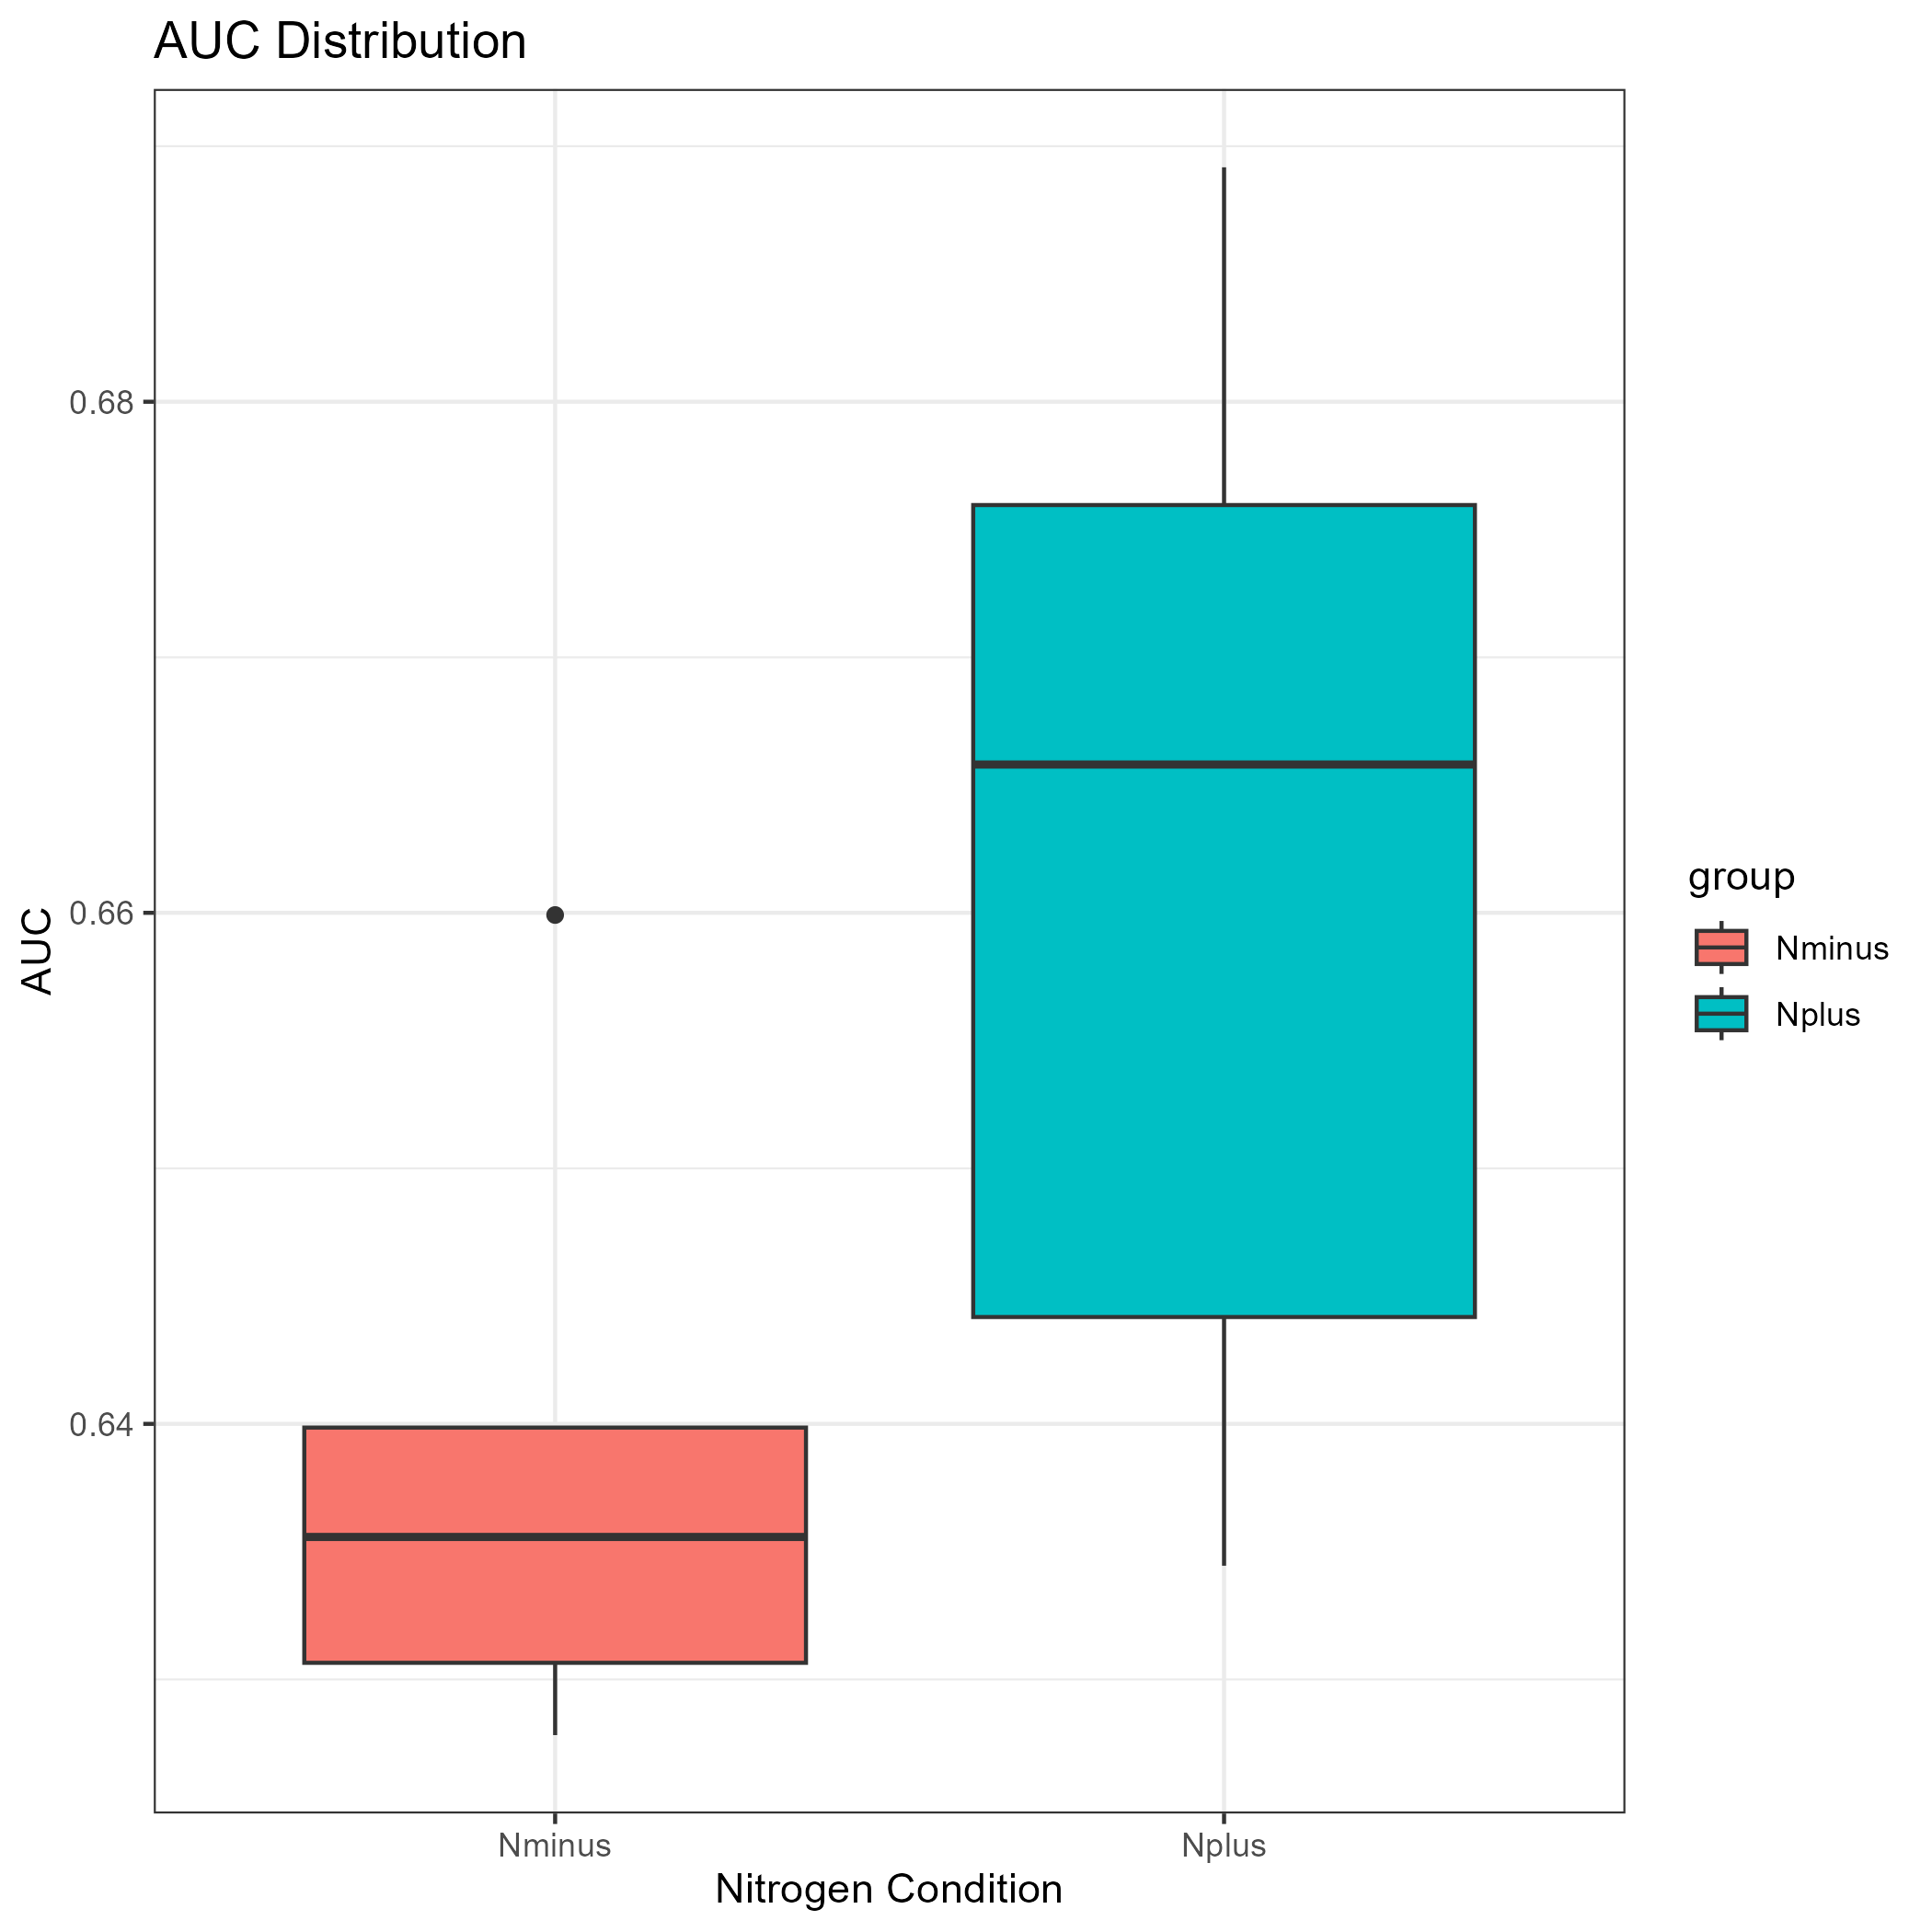 AUC Distribution
AUC
0.68
0.66
0.64
Nminus
Nplus
Nitrogen Condition
group
Nminus
Nplus